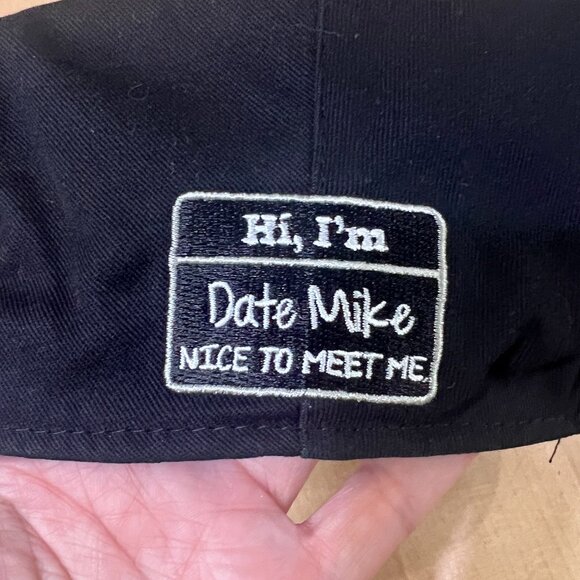 Hi, I'm
Date Mike
NICE TO MEET ME.